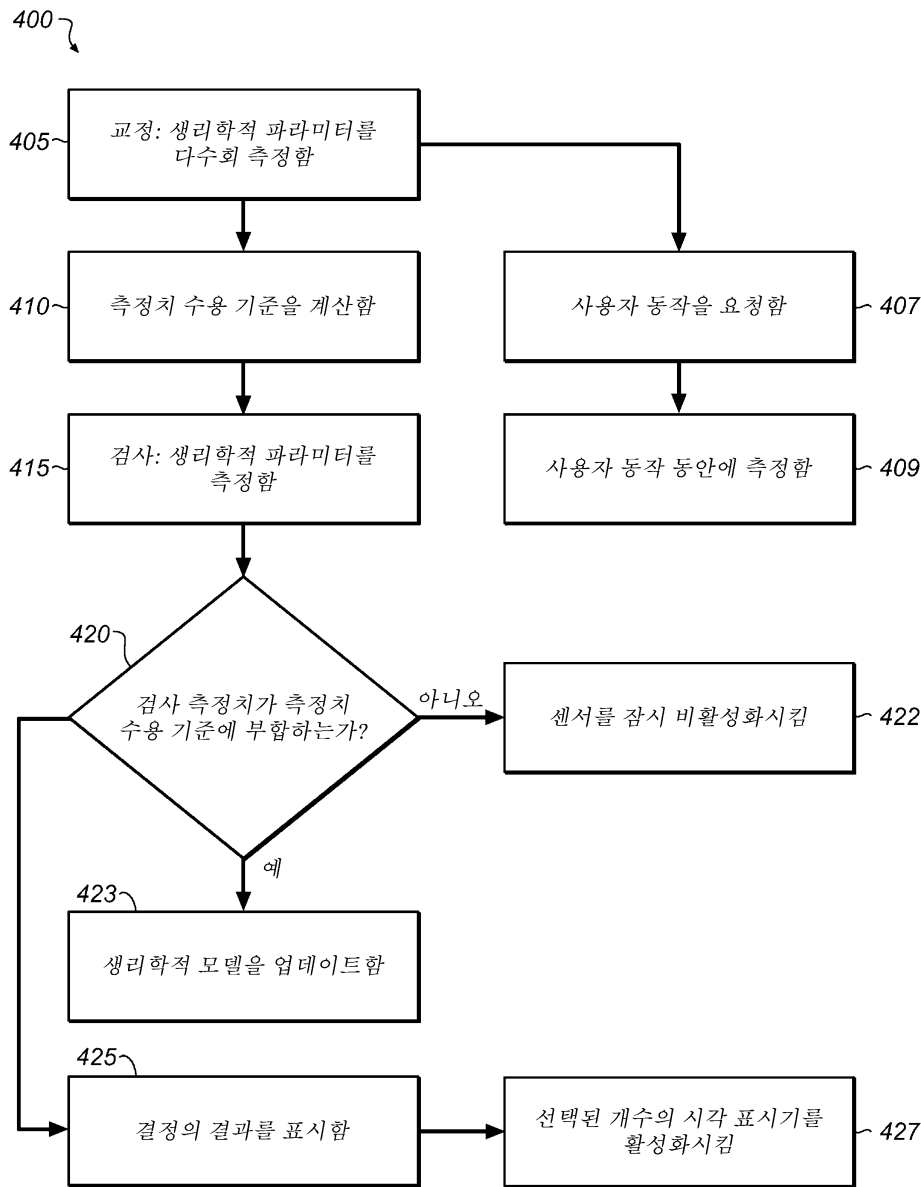 400
405
교정: 생리학적 파라미터를
다수회 측정함
410
측정치 수용 기준을 계산함
사용자 동작을 요청함
407
415
검사: 생리학적 파라미터를
측정함
사용자 동작 동안에 측정함
409
420
검사 측정치가 측정치
수용 기준에 부합하는가?
아니오
센서를 잠시 비활성화시킴
422
예
423
생리학적 모델을 업데이트함
425
결정의 결과를 표시함
선택된 개수의 시각 표시기를
활성화시킴
427